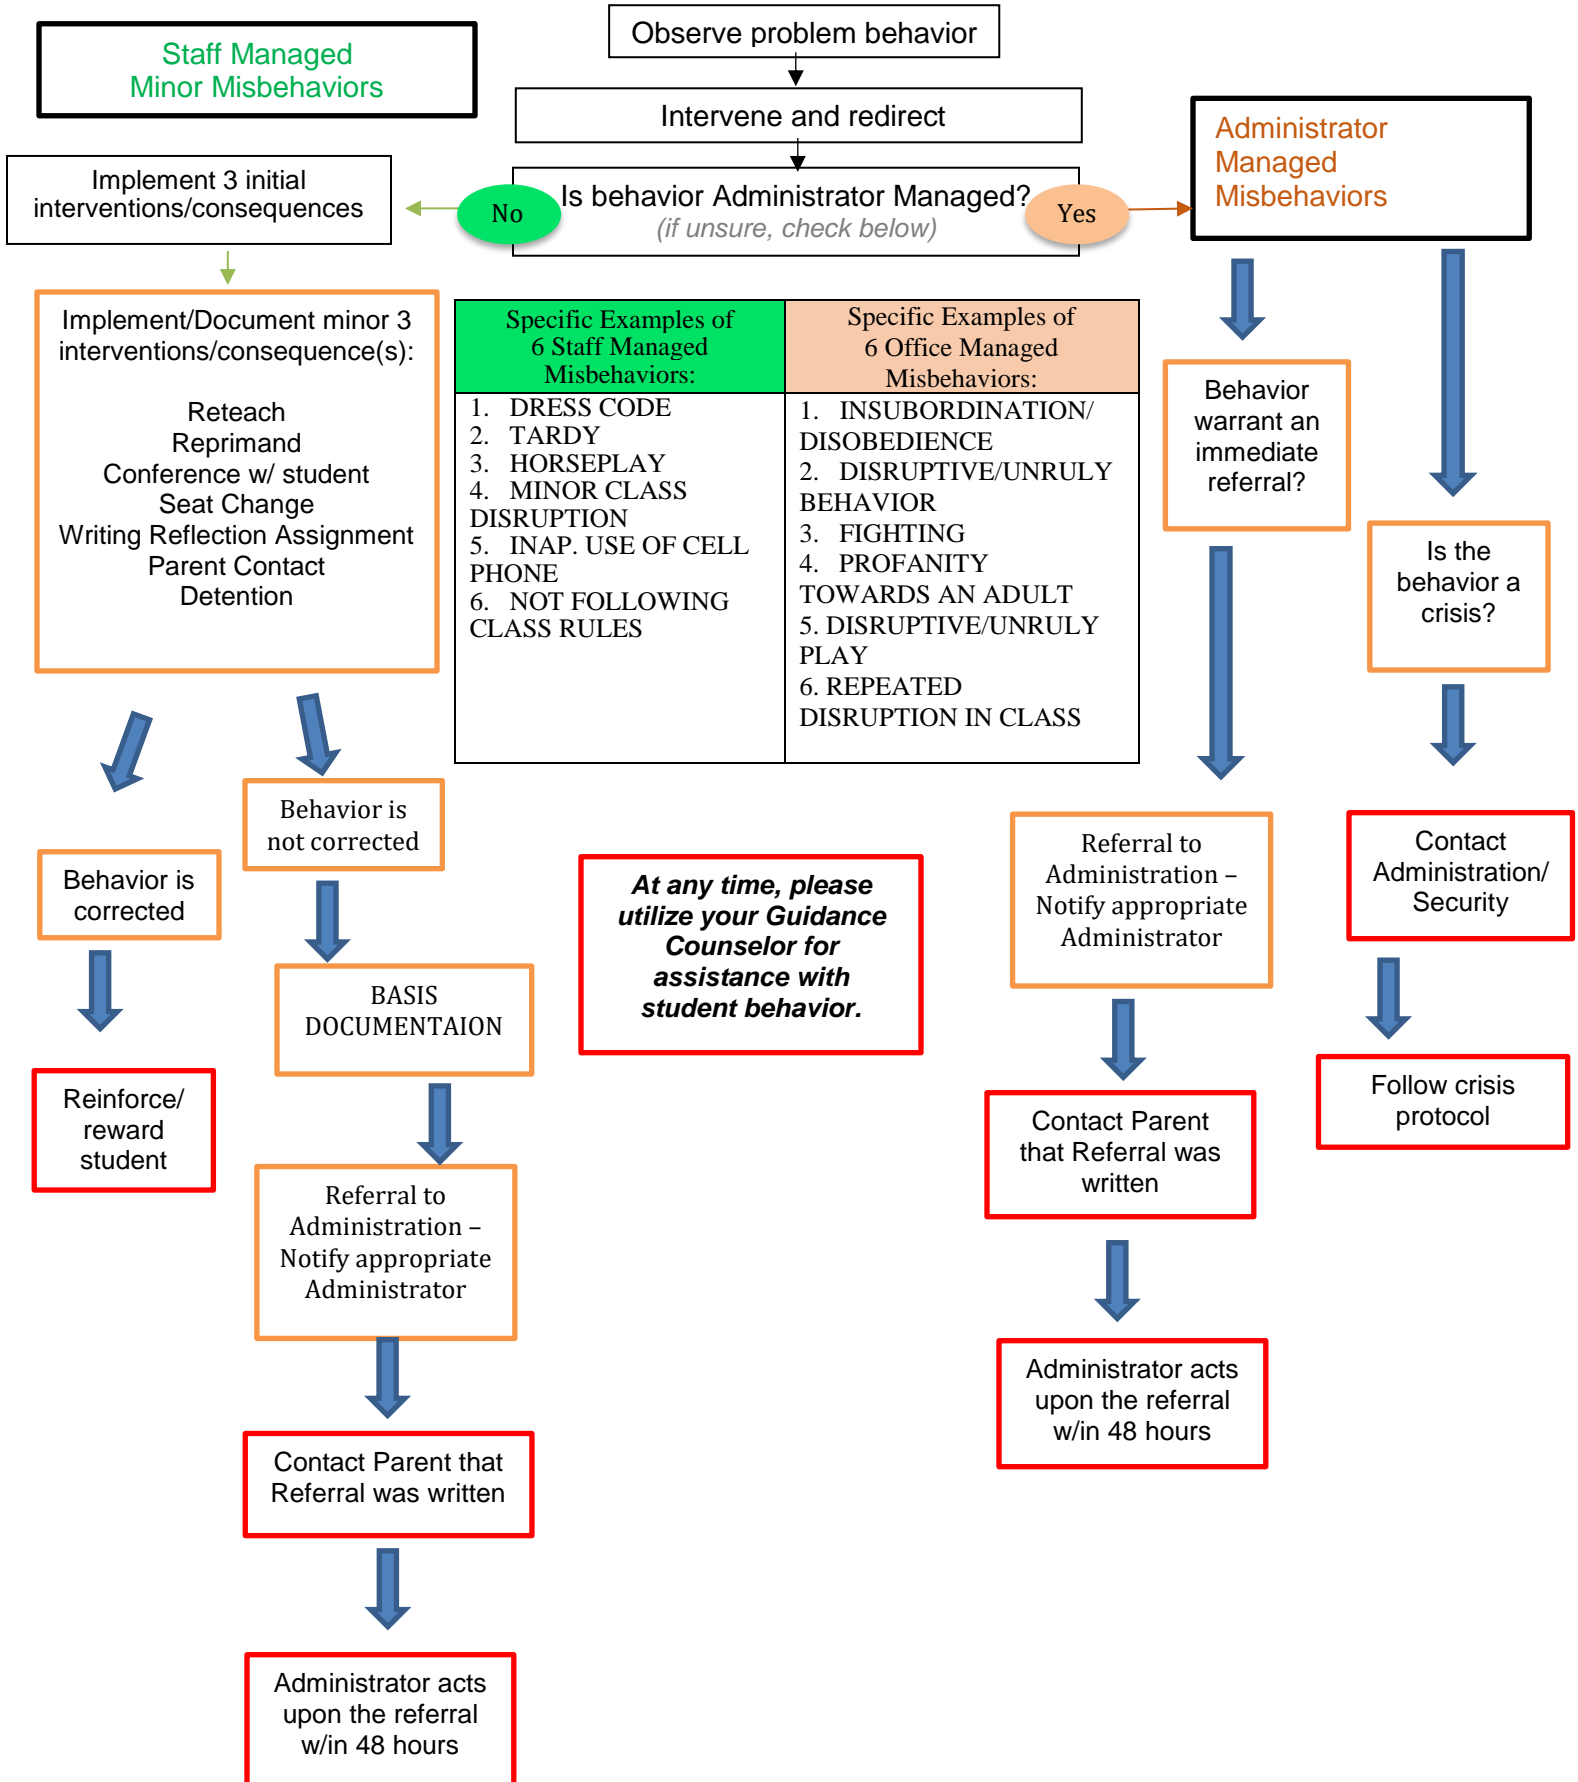 Observe problem behavior
Staff Managed
Minor Misbehaviors
Intervene and redirect
Administrator
Managed
Misbehaviors
Implement 3 initial
interventions/consequences
No
Is behavior Administrator Managed?
(if unsure, check below)
Yes
Implement/Document minor 3
interventions/consequence(s):
Reteach
Reprimand
Conference w/ student
Seat Change
Writing Reflection Assignment
Parent Contact
Detention
Specific Examples of
6 Staff Managed
Misbehaviors:
1. DRESS CODE
2. TARDY
3. HORSEPLAY
4. MINOR CLASS
DISRUPTION
5. INAP. USE OF CELL
PHONE
6. NOT FOLLOWING
CLASS RULES
Specific Examples of
6 Office Managed
Misbehaviors:
1. INSUBORDINATION/
DISOBEDIENCE
2. DISRUPTIVE/UNRULY
BEHAVIOR
3. FIGHTING
4. PROFANITY
TOWARDS AN ADULT
5. DISRUPTIVE/UNRULY
PLAY
6. REPEATED
DISRUPTION IN CLASS
Behavior
warrant an
immediate
referral?
Is the
behavior a
crisis?
Behavior is
not corrected
Behavior is
corrected
At any time, please
utilize your Guidance
Counselor for
assistance with
student behavior.
Referral to
Administration –
Notify appropriate
Administrator
Contact
Administration/
Security
BASIS
DOCUMENTAION
Reinforce/
reward
student
Contact Parent
that Referral was
written
Follow crisis
protocol
Referral to
Administration –
Notify appropriate
Administrator
Administrator acts
upon the referral
w/in 48 hours
Contact Parent that
Referral was written
Administrator acts
upon the referral
w/in 48 hours